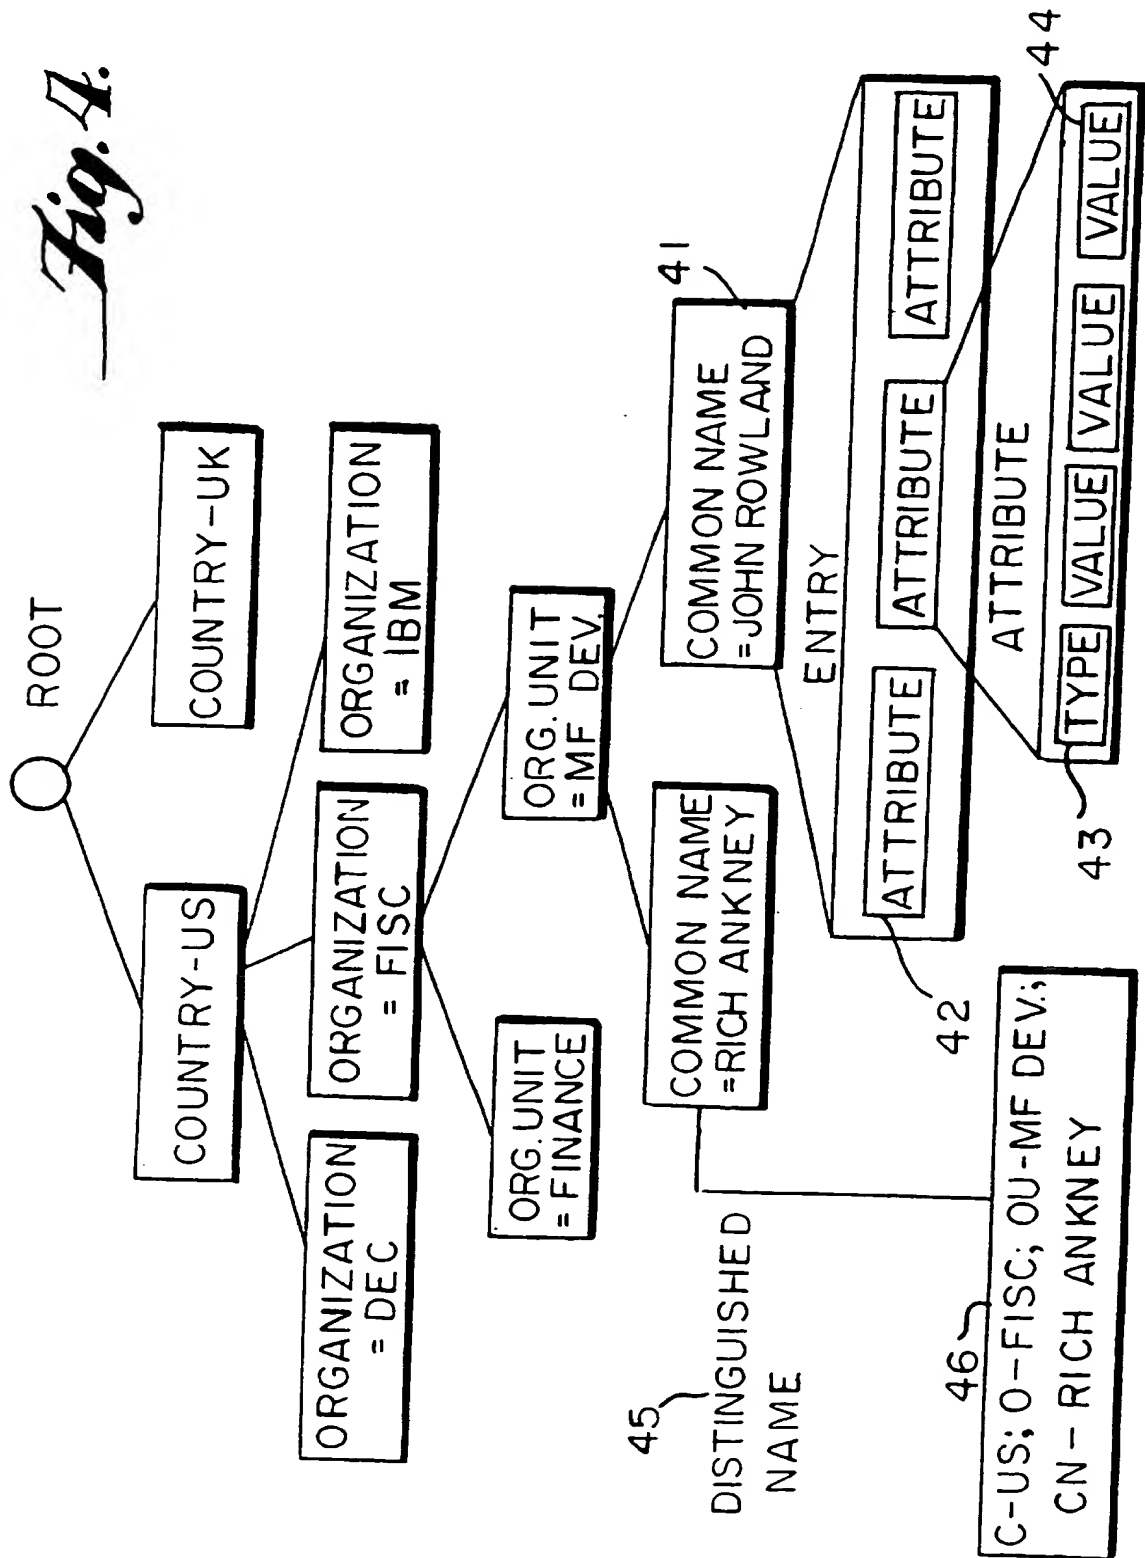 Fig. 4.
ROOT
COUNTRY-US
COUNTRY-UK
ORGANIZATION
= DEC
ORGANIZATION
= FISC
ORGANIZATION
= IBM
ORG. UNIT
= FINANCE
ORG. UNIT
= MF DEV.
COMMON NAME
=RICH ANKNEY
COMMON NAME
=JOHN ROWLAND
41
45
DISTINGUISHED
NAME
ENTRY
ATTRIBUTE
ATTRIBUTE
ATTRIBUTE
42
ATTRIBUTE
TYPE
VALUE
VALUE
VALUE
43
44
46
C-US; O-FISC; OU-MF DEV.;
CN-RICH ANKNEY